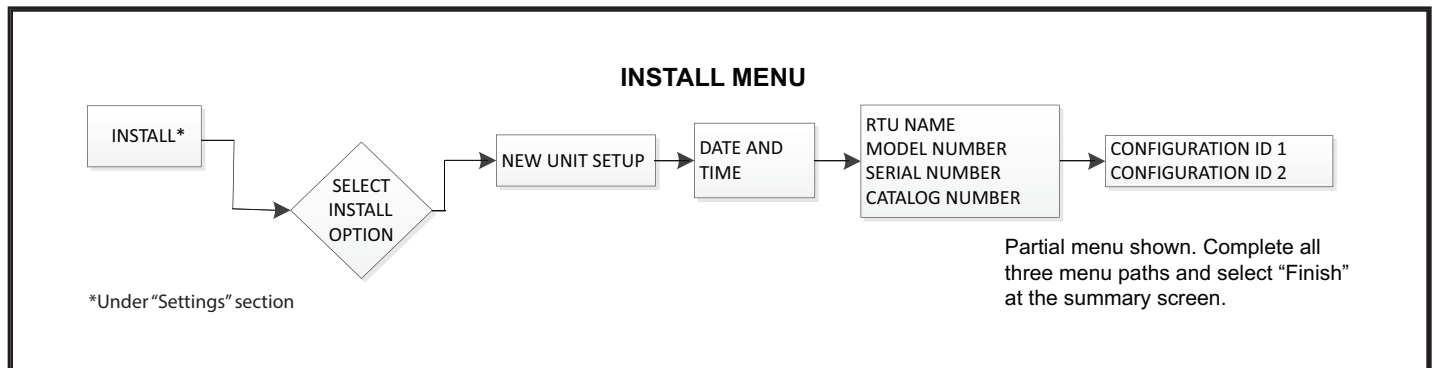 INSTALL MENU
INSTALL*
SELECT
INSTALL
OPTION
NEW UNIT SETUP
DATE AND
TIME
RTU NAME
MODEL NUMBER
SERIAL NUMBER
CATALOG NUMBER
CONFIGURATION ID 1
CONFIGURATION ID 2
Partial menu shown. Complete all
three menu paths and select “Finish”
at the summary screen.
*Under “Settings” section